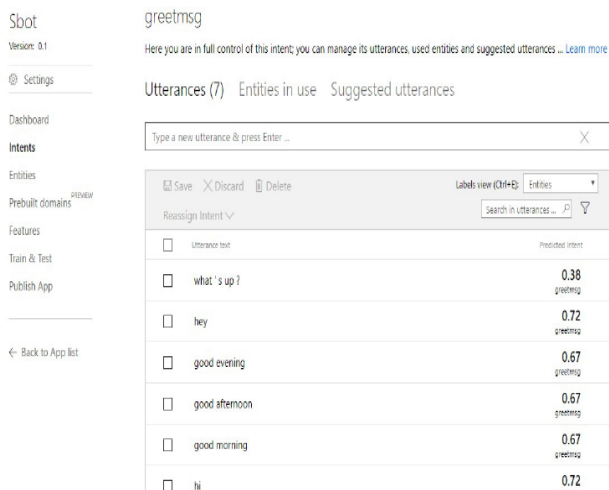 Sbot
Version: 0.1
Settings
Dashboard
Intents
Entities
Prebuilt domains PREVIEW
Features
Train & Test
Publish App
← Back to App list
greetmsg
Here you are in full control of this intent; you can manage its utterances, used entities and suggested utterances ... Learn more
Utterances (7) Entities in use Suggested utterances
Type a new utterance & press Enter ...
Save Discard Delete
Labels view (Ctrl+E): Entities
Reassign Intent
Search in utterances ...
Utterance text Predicted Intent
what ' s up ? 0.38
greetmsg
hey 0.72
greetmsg
good evening 0.67
greetmsg
good afternoon 0.67
greetmsg
good morning 0.67
greetmsg
hi 0.72